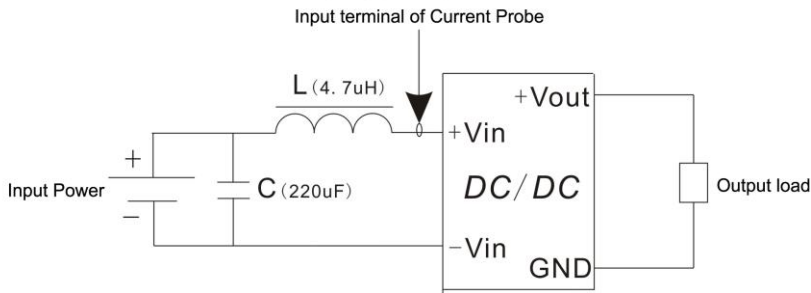 Input terminal of Current Probe
L(4.7uH)
+Vout
+Vin
+
Input Power
C(220uF)
DC/DC
Output load
−
−Vin
GND